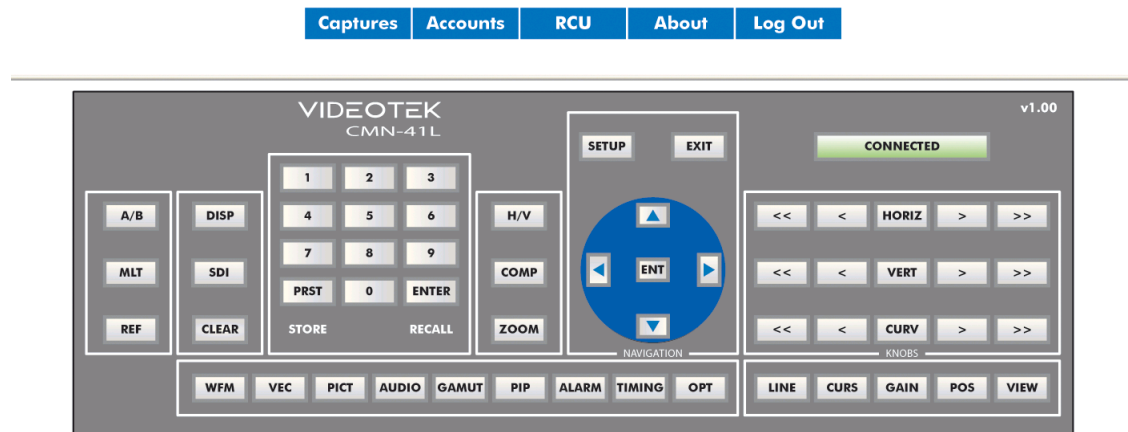 Captures Accounts RCU About Log Out
VIDEOTEK
CMN-41L
v1.00
SETUP EXIT
CONNECTED
1 2 3
A/B DISP 4 5 6 H/V << < HORIZ > >>
7 8 9
MLT SDI COMP ENT << < VERT > >>
PRST 0 ENTER
REF CLEAR STORE RECALL ZOOM << < CURV > >>
NAVIGATION KNOBS
WFM VEC PICT AUDIO GAMUT PIP ALARM TIMING OPT LINE CURS GAIN POS VIEW